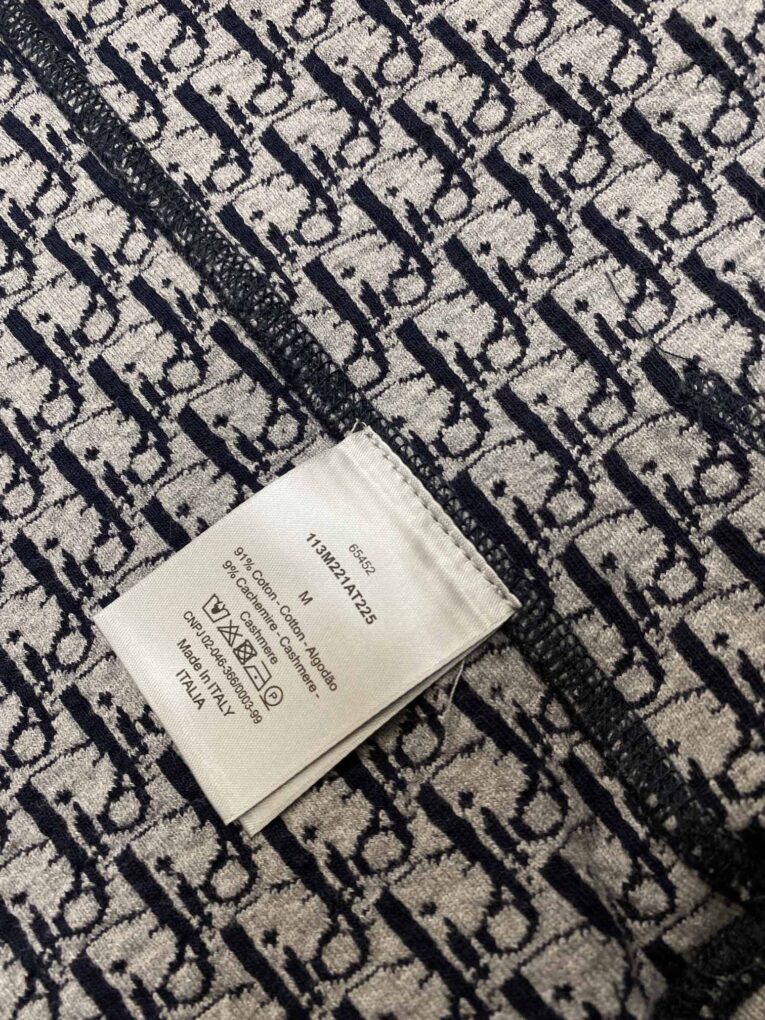 65452
113M221AT225
M
91% Coton - Cotton - Algodão
9% Cachemire - Cashmere -
Cashmere
CNPJ 02-046-366/0003-99
Made in ITALY
ITALIA